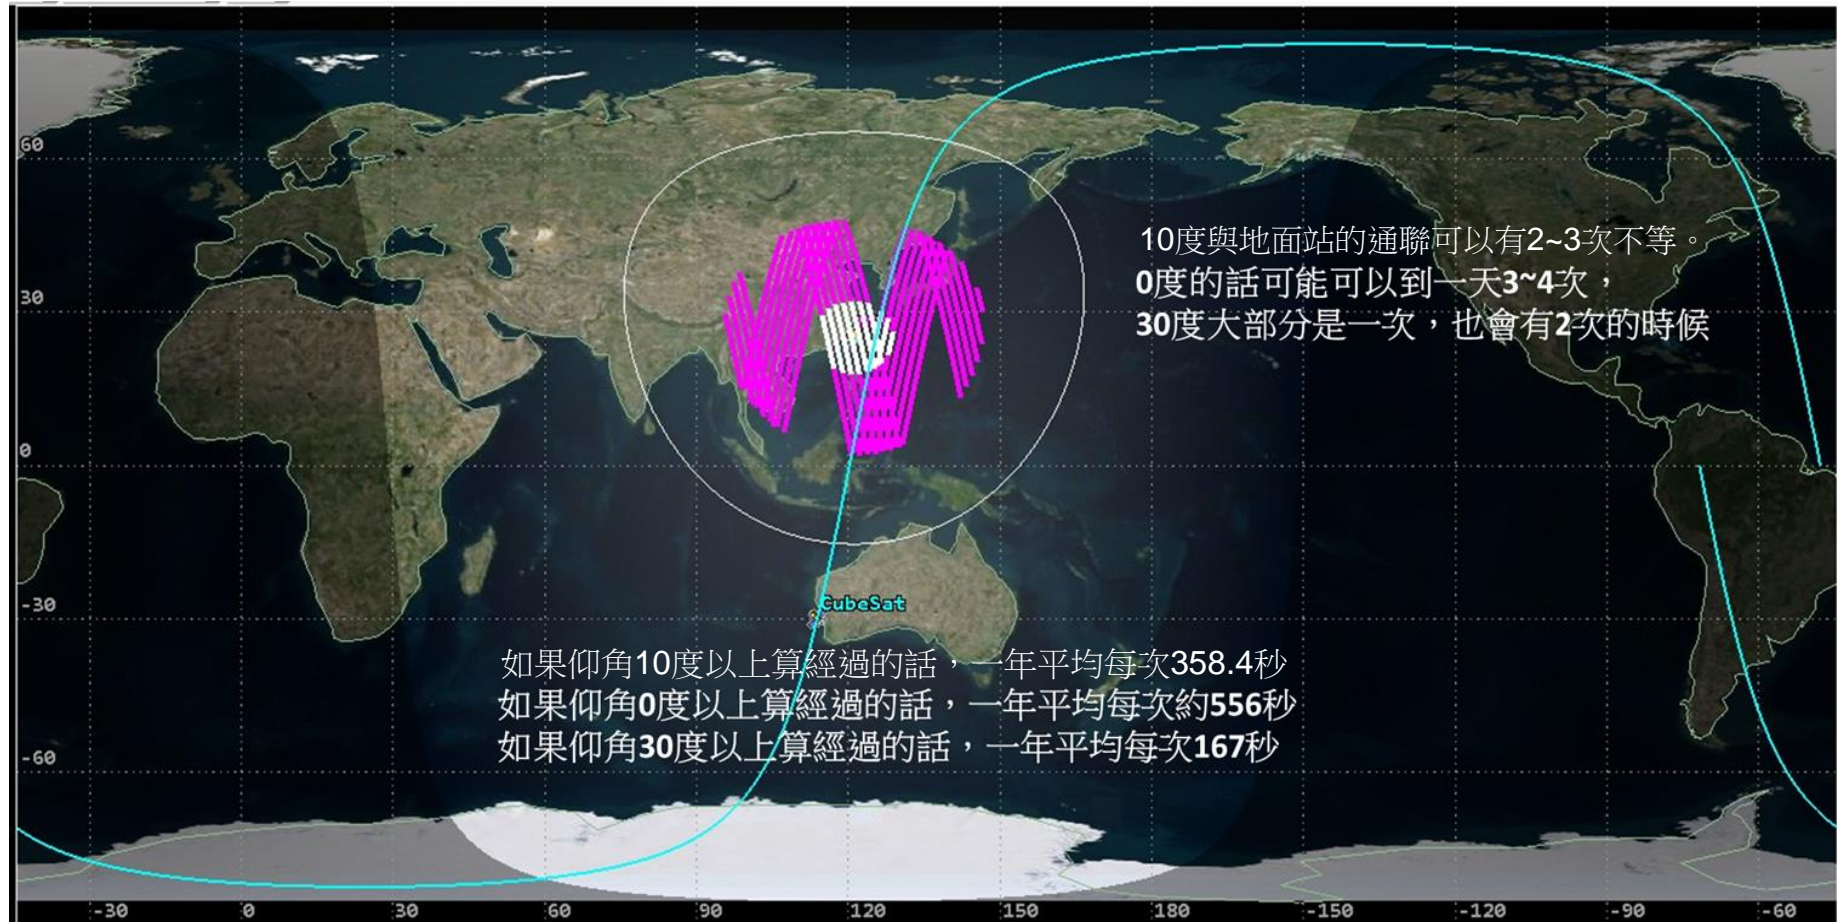 60
10度與地面站的通聯可以有2~3次不等。
0度的話可能可以到一天3~4次，
30
30度大部分是一次，也會有2次的時候
0
CubeSat
-30
如果仰角10度以上算經過的話，一年平均每次358.4秒
如果仰角0度以上算經過的話，一年平均每次約556秒
如果仰角30度以上算經過的話，一年平均每次167秒
-60
-30 0 30 60 90 120 150 180 -150 -120 -90 -60